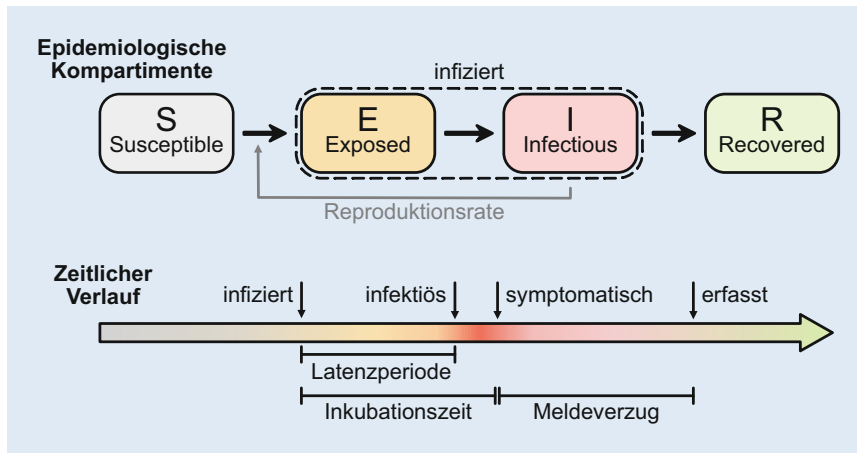 Epidemiologische
Kompartimente
infiziert
S
Susceptible
E
Exposed
I
Infectious
R
Recovered
Reproduktionsrate
Zeitlicher
Verlauf
infiziert
infektiös
symptomatisch
erfasst
Latenzperiode
Inkubationszeit
Meldeverzug